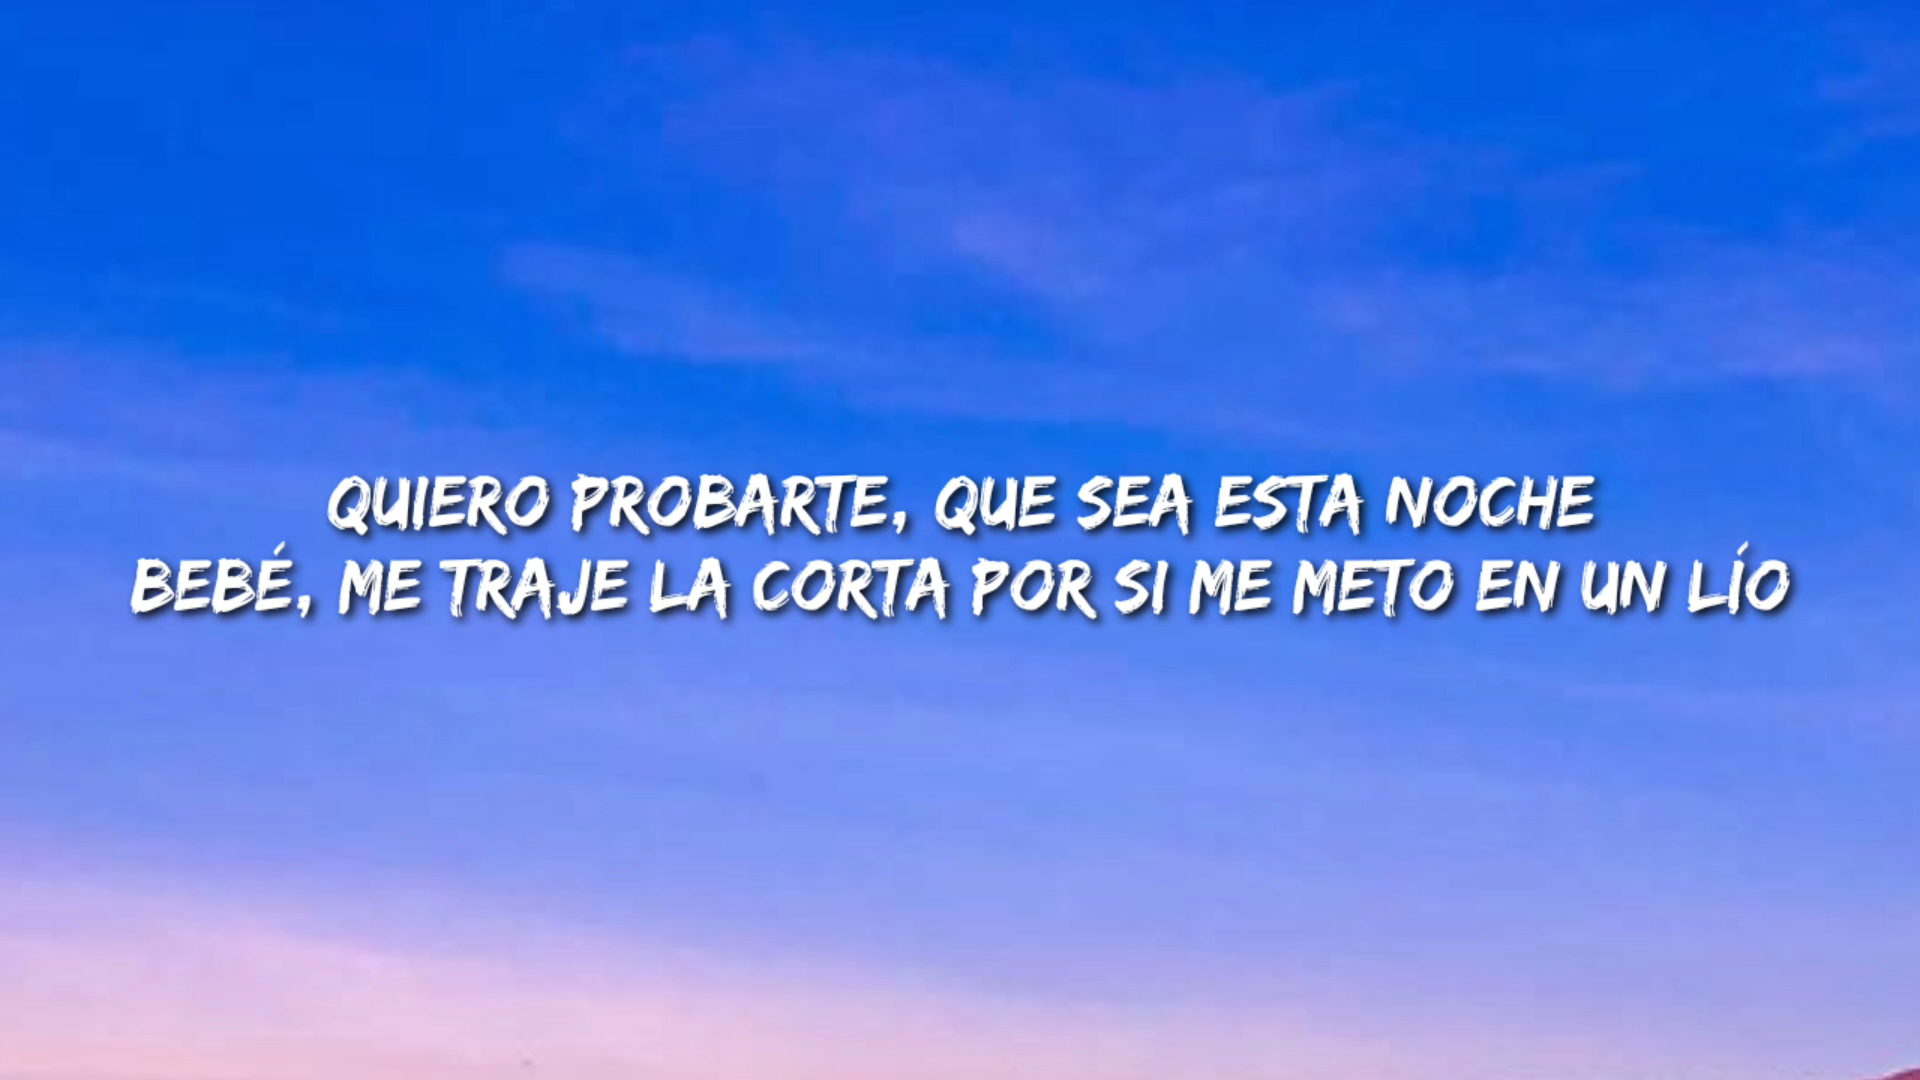 QUIERO PROBARTE, QUE SEA ESTA NOCHE
BEBÉ, ME TRAJE LA CORTA POR SI ME METO EN UN LÍO